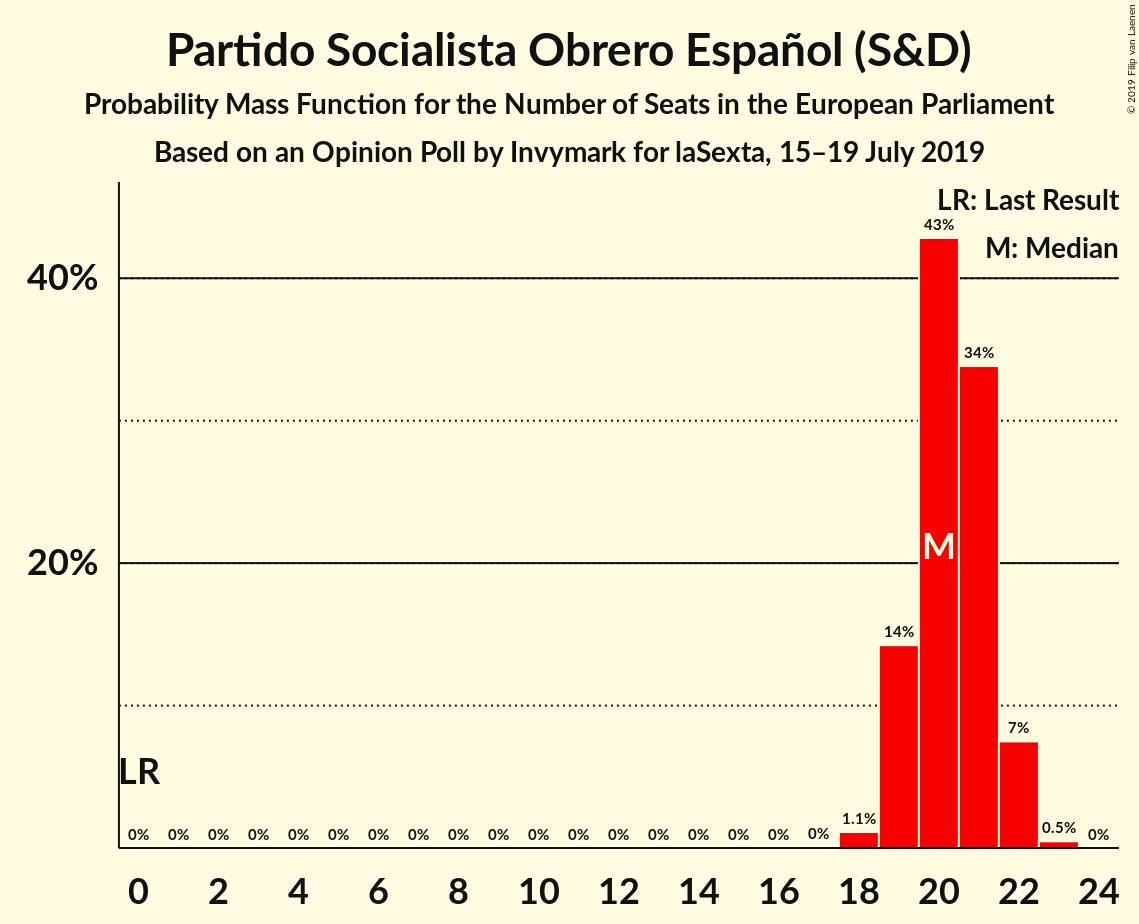 Partido Socialista Obrero Español (S&D)
Probability Mass Function for the Number of Seats in the European Parliament
Based on an Opinion Poll by Invymark for laSexta, 15–19 July 2019
© 2019 Filip van Laenen
LR: Last Result
M: Median
43%
40%
34%
M
20%
14%
7%
LR
0% 0% 0% 0% 0% 0% 0% 0% 0% 0% 0% 0% 0% 0% 0% 0% 0% 0% 1.1% 0.5% 0%
0 2 4 6 8 10 12 14 16 18 20 22 24